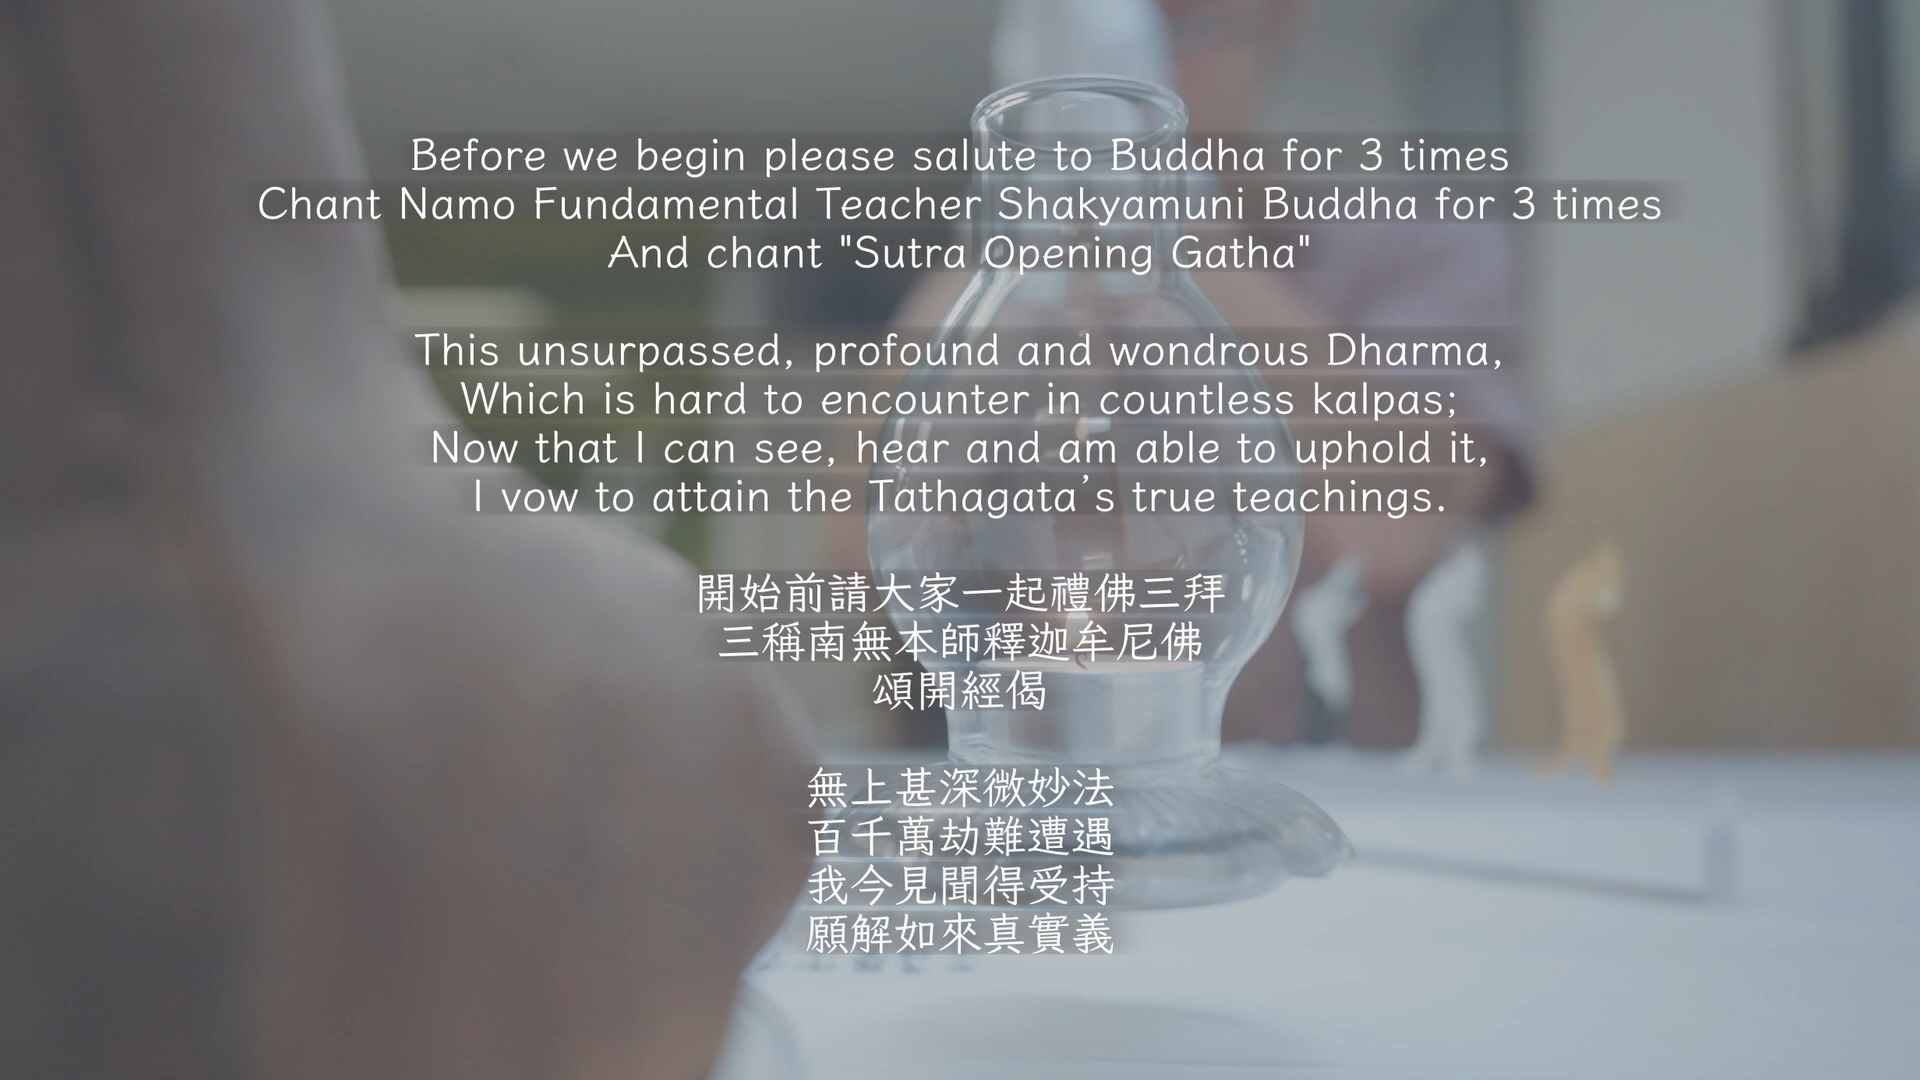 Before we begin please salute to Buddha for 3 times
Chant Namo Fundamental Teacher Shakyamuni Buddha for 3 times
And chant "Sutra Opening Gatha"
This unsurpassed, profound and wondrous Dharma,
Which is hard to encounter in countless kalpas;
Now that I can see, hear and am able to uphold it,
I vow to attain the Tathagata’s true teachings.
開始前請大家一起禮佛三拜
三稱南無本師釋迦牟尼佛
頌開經偈
無上甚深微妙法
百千萬劫難遭遇
我今見聞得受持
願解如來真實義